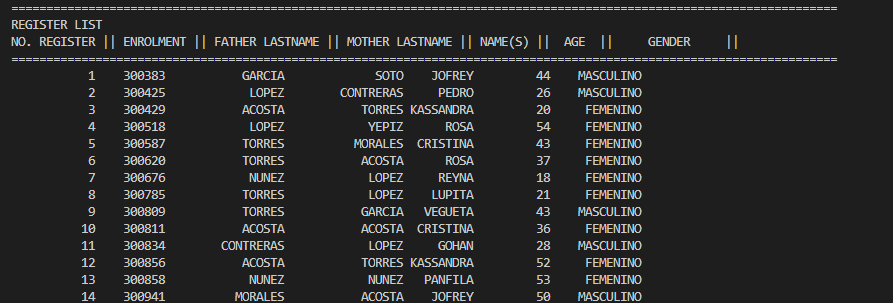 ==============================================================================================================
REGISTER LIST
NO. REGISTER || ENROLMENT || FATHER LASTNAME || MOTHER LASTNAME || NAME(S) || AGE || GENDER ||
==============================================================================================================
1 300383 GARCIA SOTO JOFREY 44 MASCULINO
2 300425 LOPEZ CONTRERAS PEDRO 26 MASCULINO
3 300429 ACOSTA TORRES KASSANDRA 20 FEMENINO
4 300518 LOPEZ YEPIZ ROSA 54 FEMENINO
5 300587 TORRES MORALES CRISTINA 43 FEMENINO
6 300620 TORRES ACOSTA ROSA 37 FEMENINO
7 300676 NUNEZ LOPEZ REYNA 18 FEMENINO
8 300785 TORRES LOPEZ LUPITA 21 FEMENINO
9 300809 TORRES GARCIA VEGUETA 43 MASCULINO
10 300811 ACOSTA ACOSTA CRISTINA 36 FEMENINO
11 300834 CONTRERAS LOPEZ GOHAN 28 MASCULINO
12 300856 ACOSTA TORRES KASSANDRA 52 FEMENINO
13 300858 NUNEZ NUNEZ PANFILA 53 FEMENINO
14 300941 MORALES ACOSTA JOFREY 50 MASCULINO